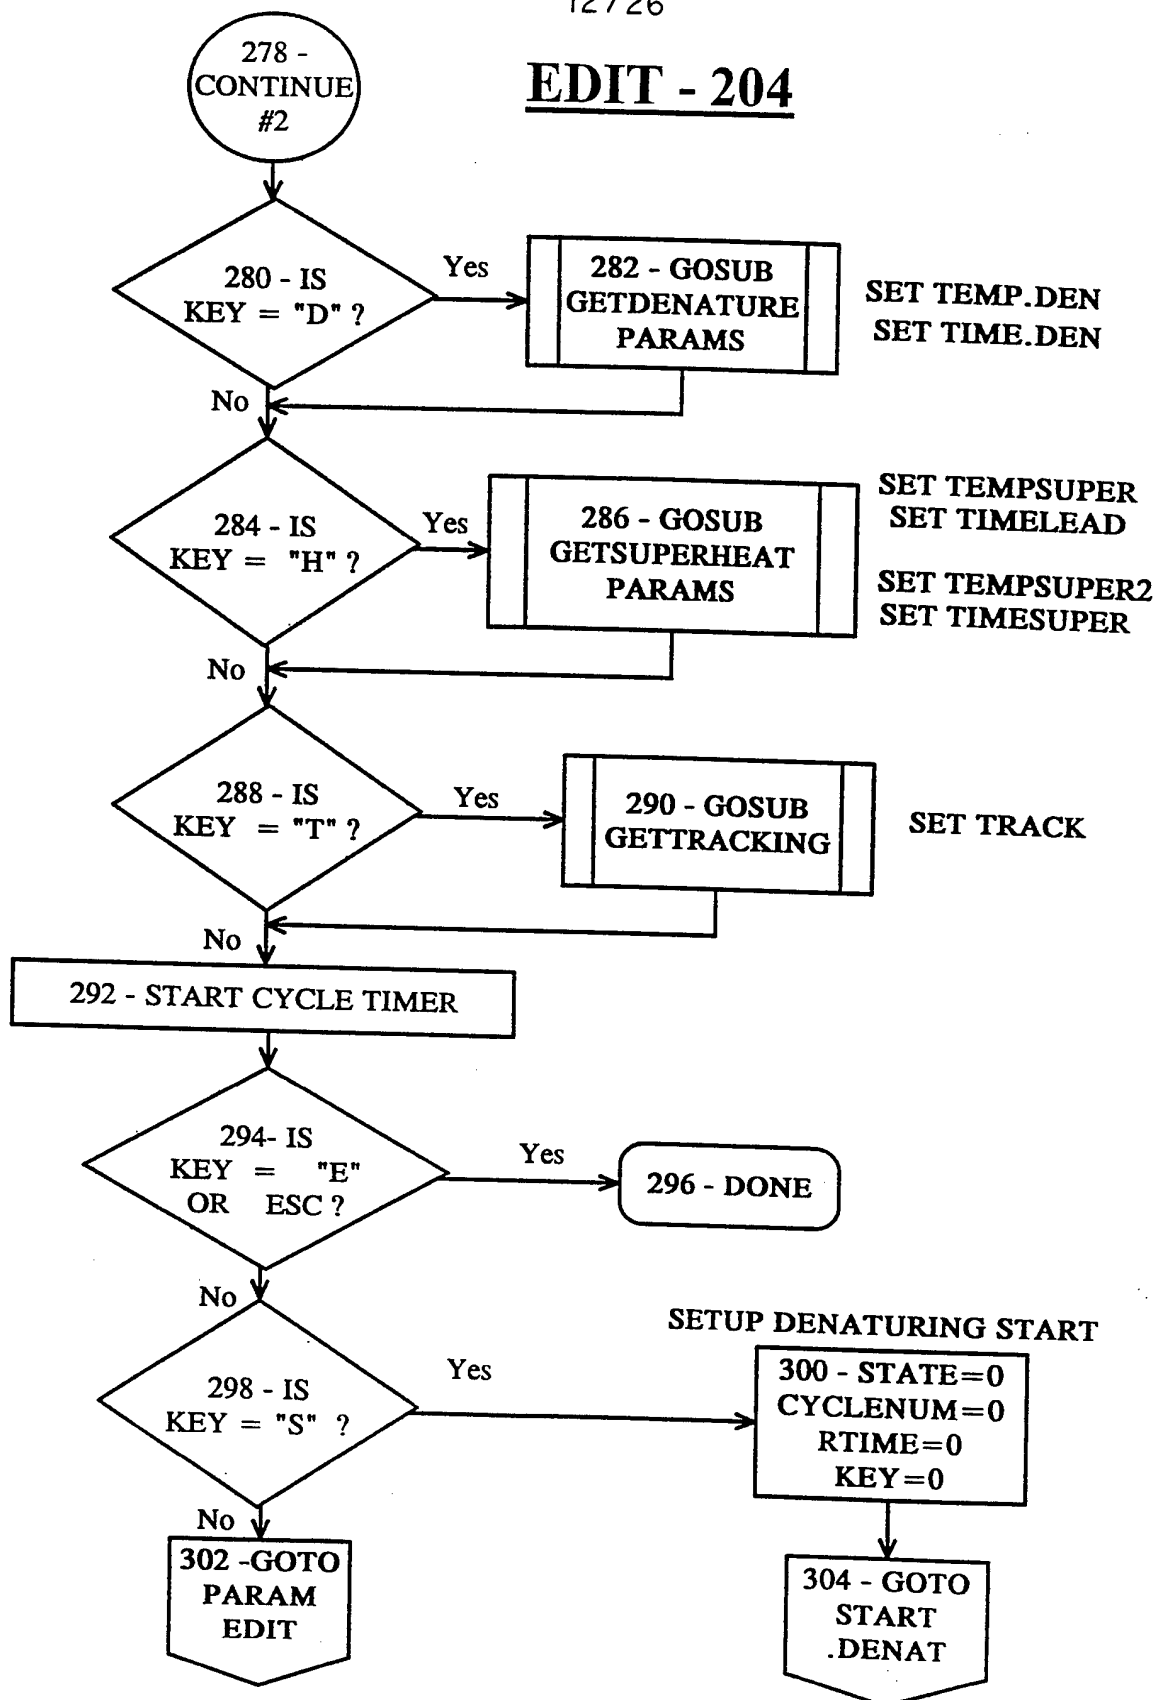 12/26
EDIT - 204
278 -
CONTINUE
#2
280 - IS
KEY = "D" ?
Yes
282 - GOSUB
GETDENATURE
PARAMS
SET TEMP.DEN
SET TIME.DEN
No
284 - IS
KEY = "H" ?
Yes
286 - GOSUB
GETSUPERHEAT
PARAMS
SET TEMPSUPER
SET TIMELEAD
SET TEMPSUPER2
SET TIMESUPER
No
288 - IS
KEY = "T" ?
Yes
290 - GOSUB
GETTRACKING
SET TRACK
No
292 - START CYCLE TIMER
294- IS
KEY = "E"
OR ESC ?
Yes
296 - DONE
No
298 - IS
KEY = "S" ?
Yes
SETUP DENATURING START
300 - STATE=0
CYCLENUM=0
RTIME=0
KEY=0
No
302 -GOTO
PARAM
EDIT
304 - GOTO
START
.DENAT